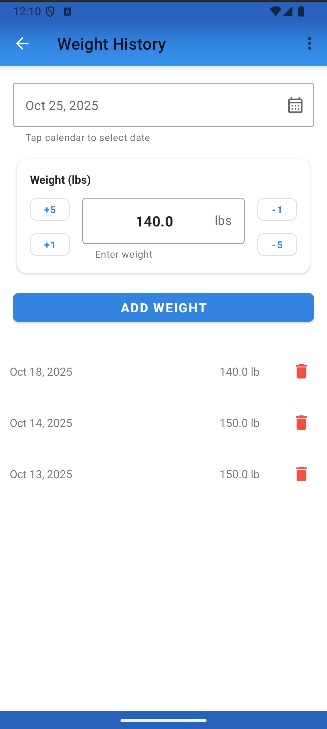 12:10
Weight History
Oct 25, 2025
Tap calendar to select date
Weight (lbs)
+5
140.0 lbs
-1
+1
-5
Enter weight
ADD WEIGHT
Oct 18, 2025 140.0 lb
Oct 14, 2025 150.0 lb
Oct 13, 2025 150.0 lb